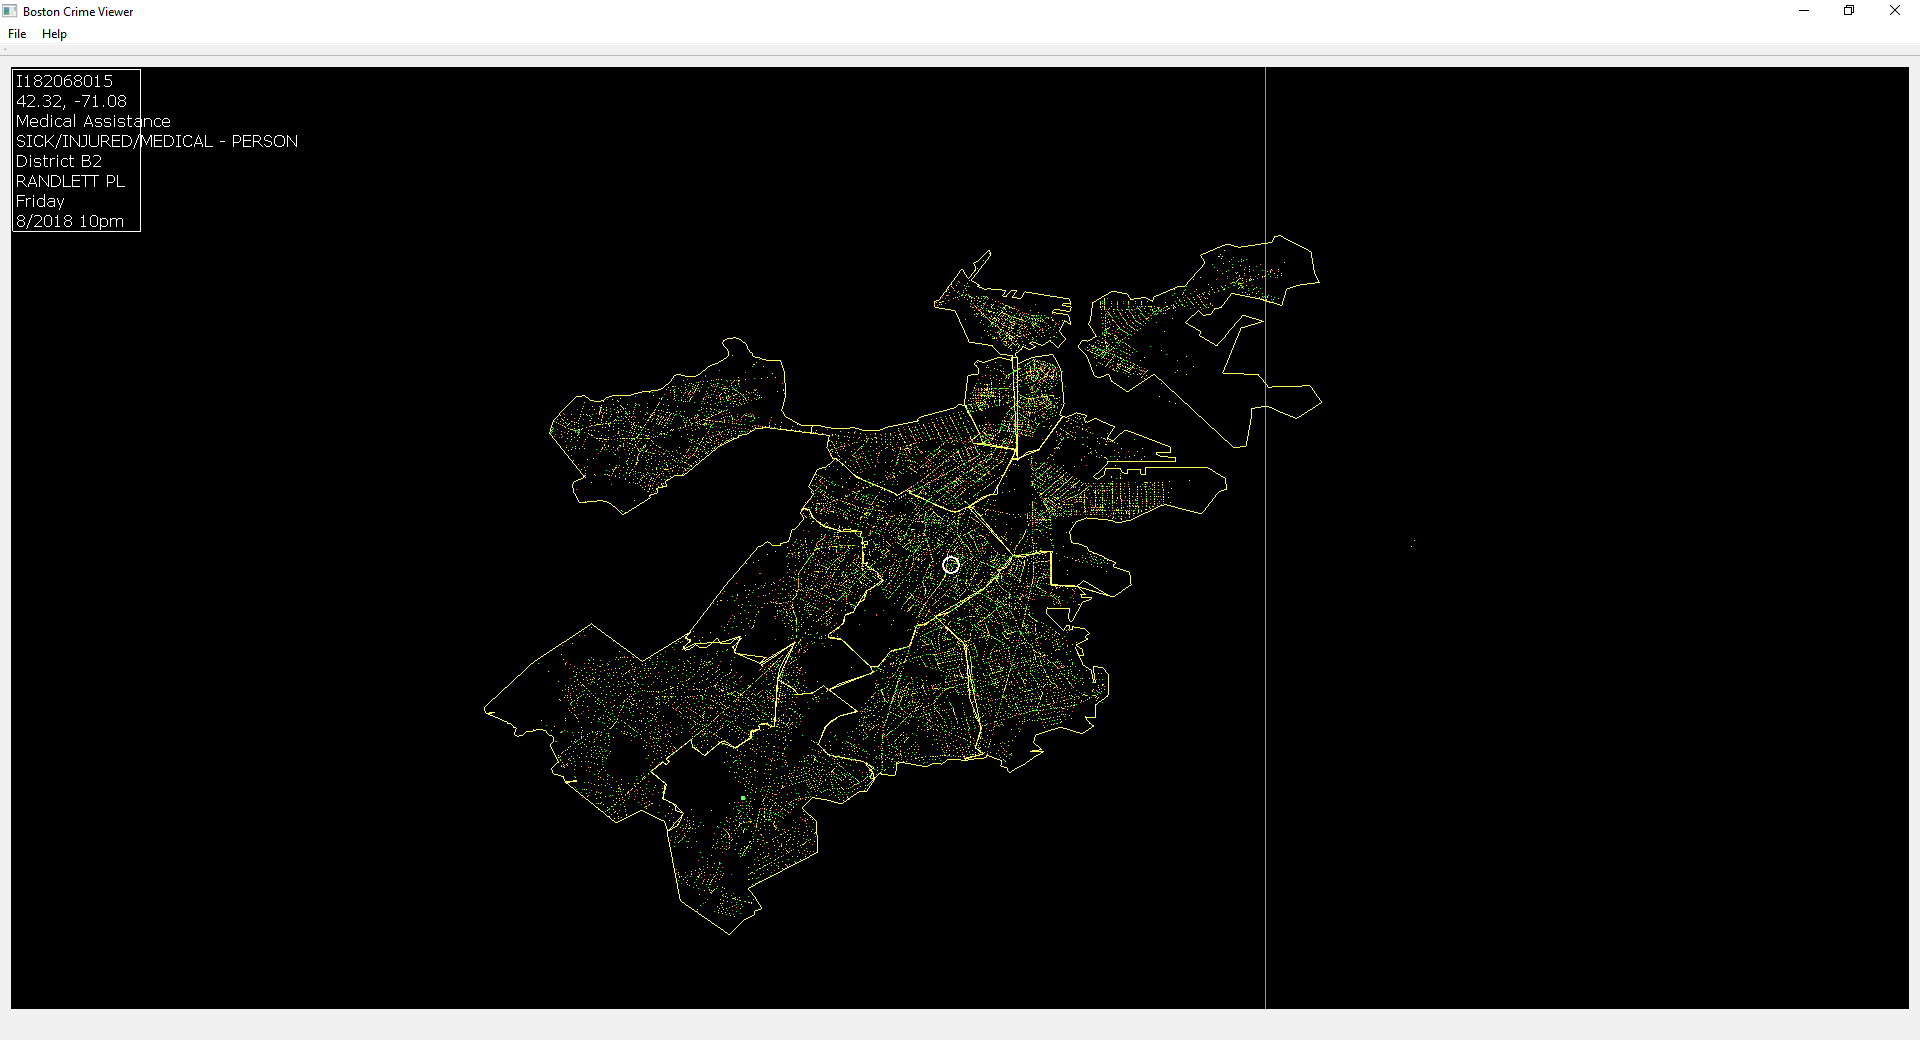 Boston Crime Viewer
File Help
I182068015
42.32, -71.08
Medical Assistance
SICK/INJURED/MEDICAL - PERSON
District B2
RANDLETT PL
Friday
8/2018 10pm